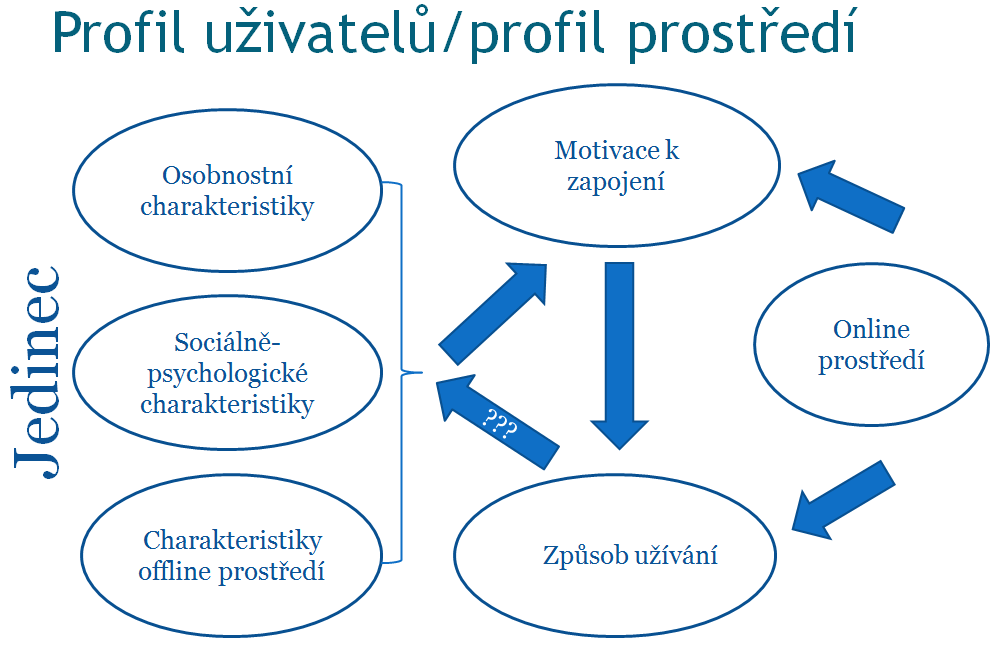 Profil uživatelů/profil prostředí
Jedinec
Osobnostní
charakteristiky
Sociálně-
psychologické
charakteristiky
Charakteristiky
offline prostředí
Motivace k
zapojení
???
Způsob užívání
Online
prostředí